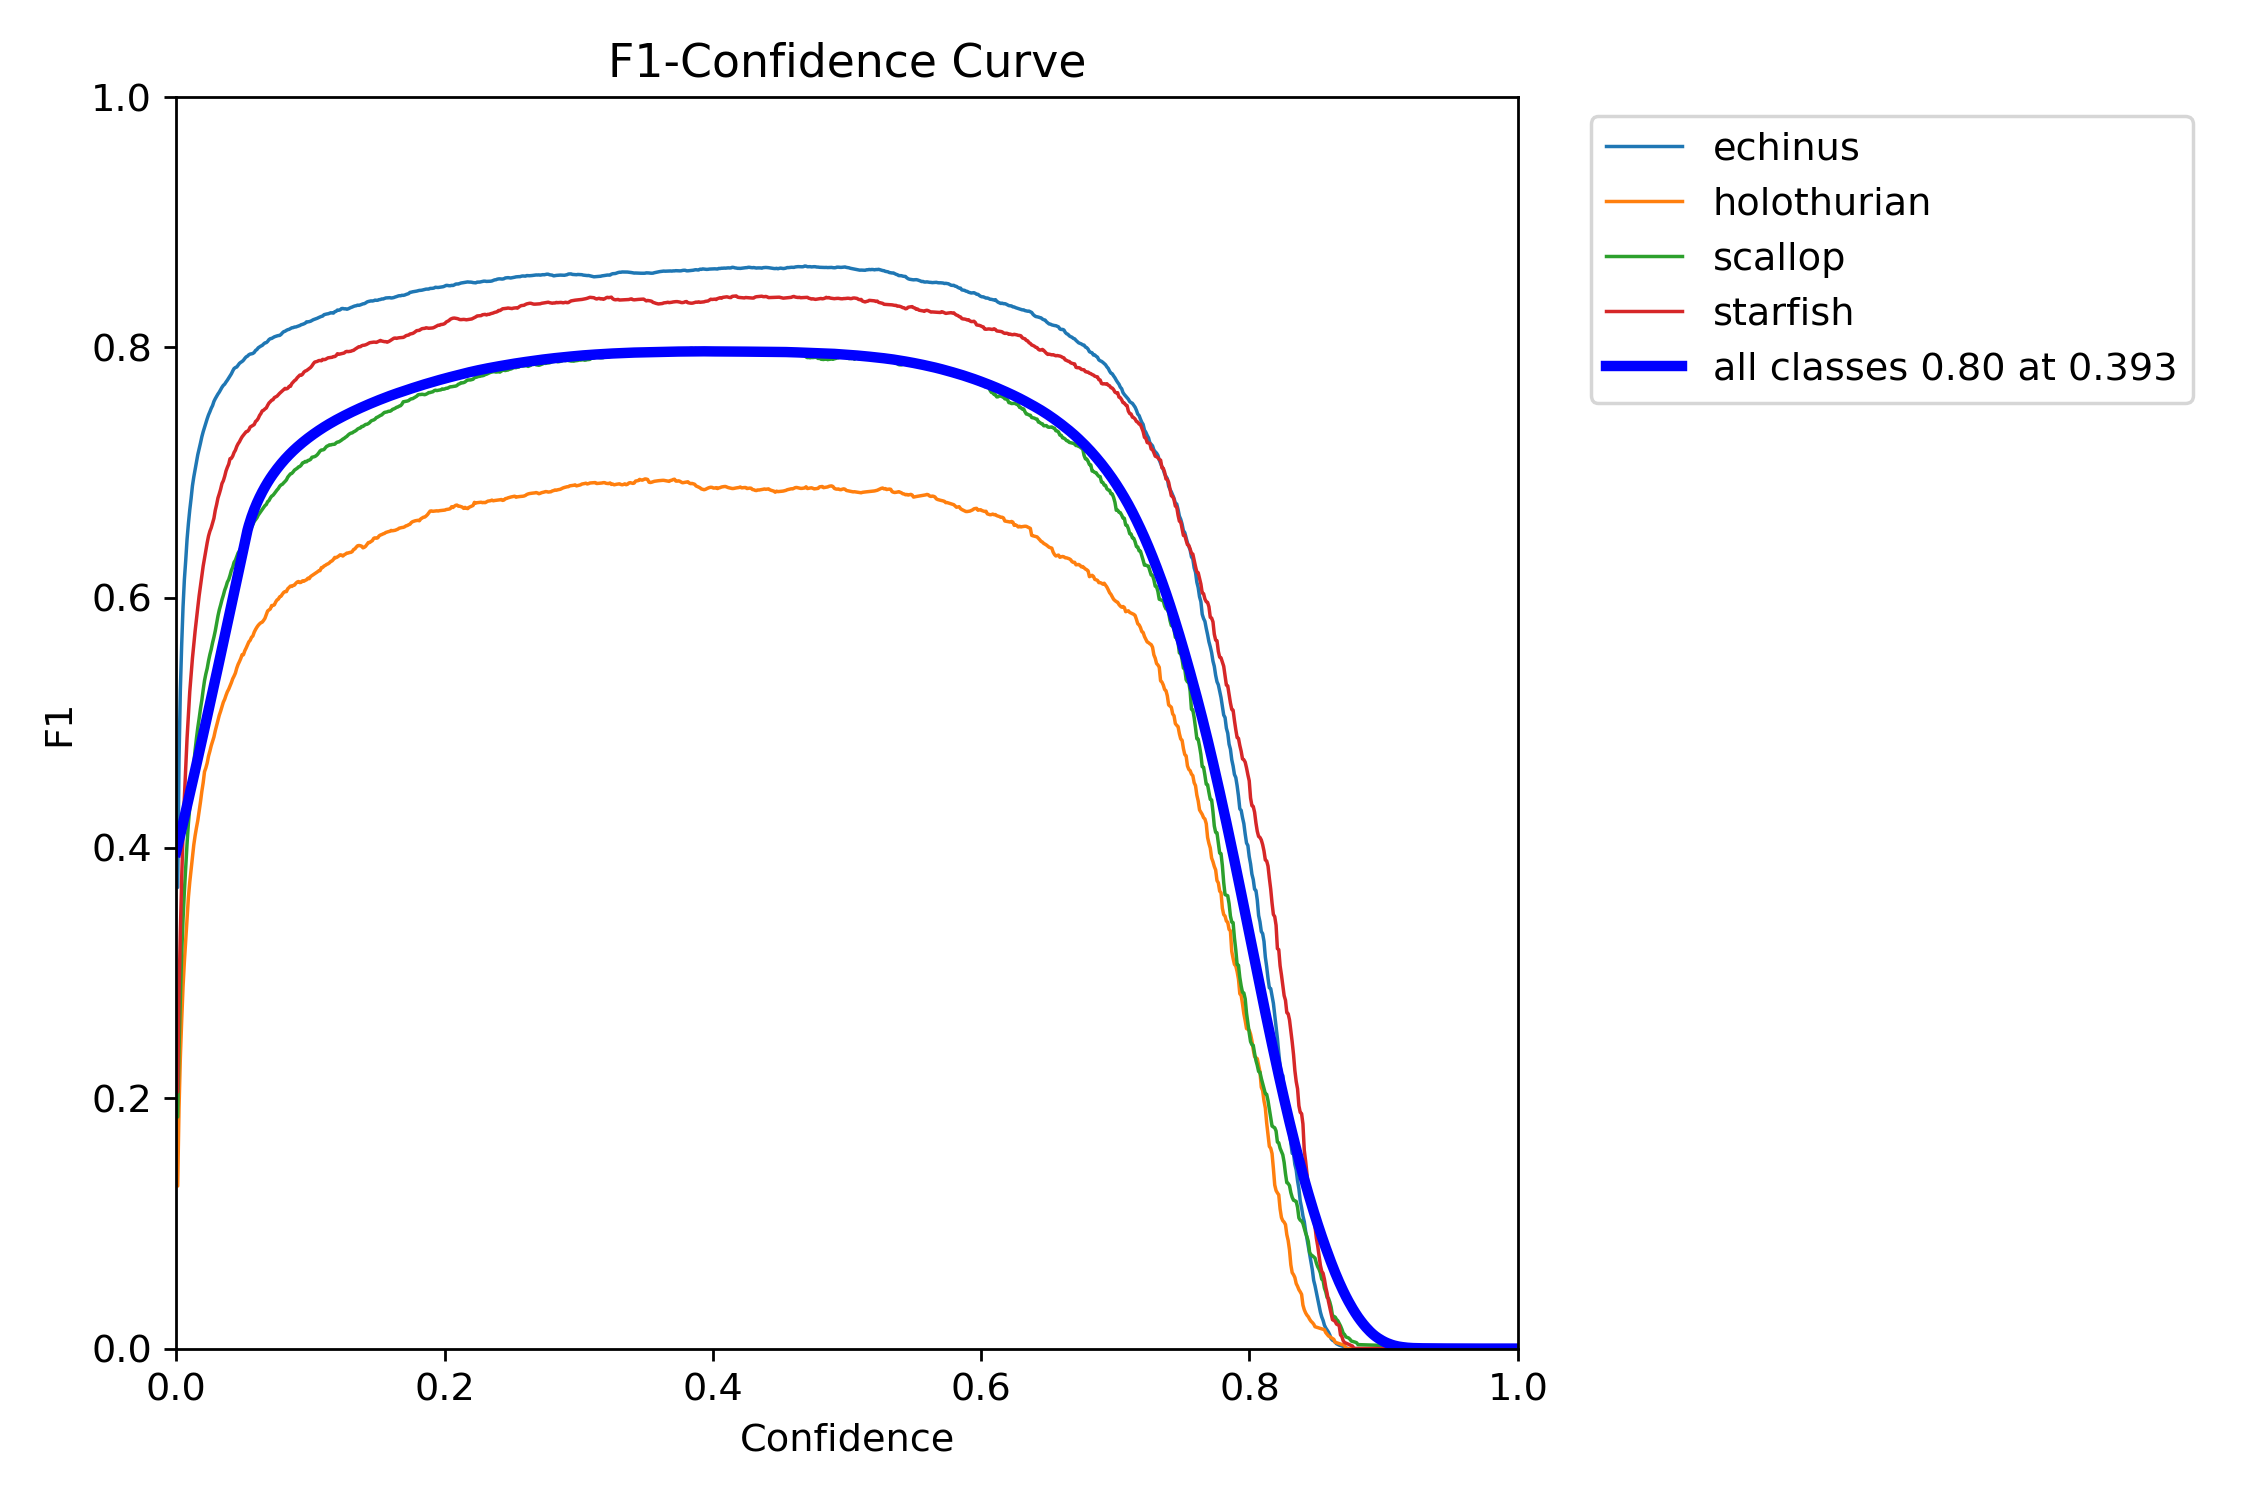 F1-Confidence Curve
1.0
0.8
0.6
0.4
0.2
0.0
F1
0.0 0.2 0.4 0.6 0.8 1.0
Confidence
echinus
holothurian
scallop
starfish
all classes 0.80 at 0.393